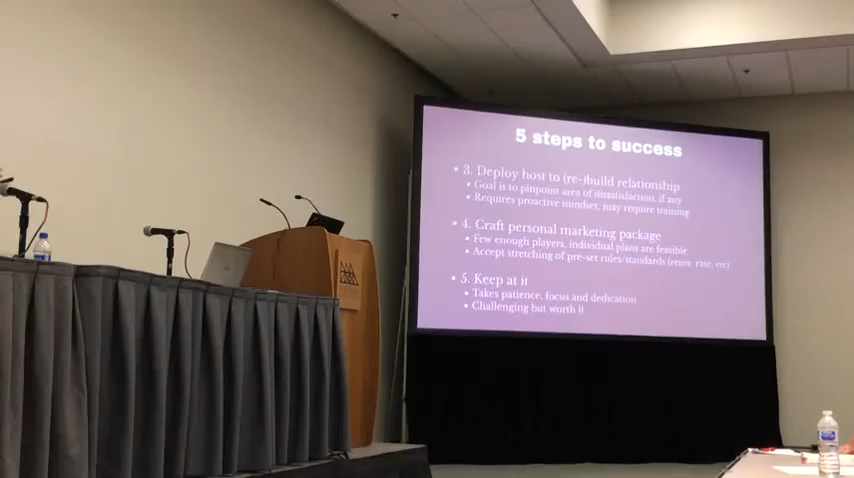 5 steps to success
• 3. Deploy host to (re-)build relationship
• Goal is to pinpoint area of dissatisfaction, if any
• Requires proactive mindset, may require training
• 4. Craft personal marketing package
• Few enough players, individual plans are feasible
• Accept stretching of pre-set rules/standards (reinv. rate, etc)
• 5. Keep at it
• Takes patience, focus and dedication
• Challenging but worth it